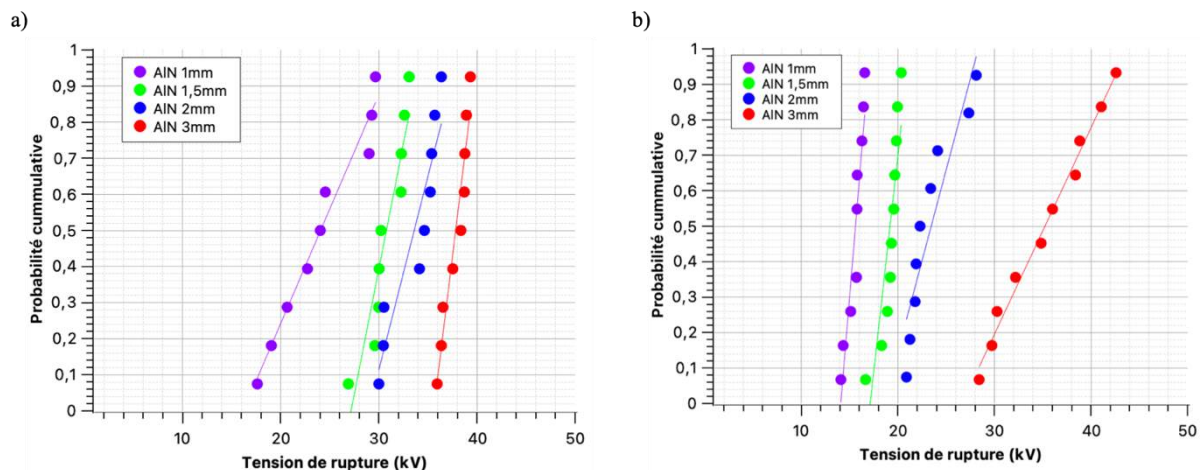 a)
1
0,9
0,8
0,7
0,6
0,5
0,4
0,3
0,2
0,1
0
Probabilité cummulative
AlN 1mm
AlN 1,5mm
AlN 2mm
AlN 3mm
10
20
30
40
50
Tension de rupture (kV)
b)
1
0,9
0,8
0,7
0,6
0,5
0,4
0,3
0,2
0,1
0
Probabilité cummulative
AlN 1mm
AlN 1,5mm
AlN 2mm
AlN 3mm
10
20
30
40
50
Tension de rupture (kV)